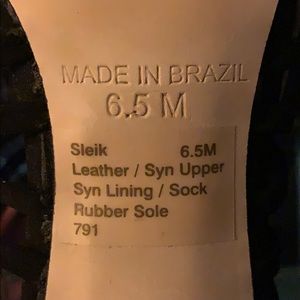 MADE IN BRAZIL
6.5 M
Sleik 6.5M
Leather / Syn Upper
Syn Lining / Sock
Rubber Sole
791